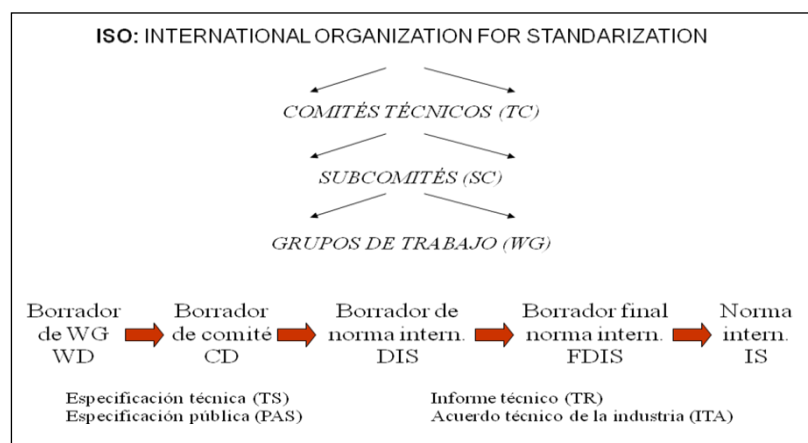 ISO: INTERNATIONAL ORGANIZATION FOR STANDARIZATION
COMITÉS TÉCNICOS (TC)
SUBCOMITÉS (SC)
GRUPOS DE TRABAJO (WG)
Borrador
de WG
WD
Borrador
de comité
CD
Borrador de
norma intern.
DIS
Borrador final
norma intern.
FDIS
Norma
intern.
IS
Especificación técnica (TS)
Especificación pública (PAS)
Informe técnico (TR)
Acuerdo técnico de la industria (ITA)